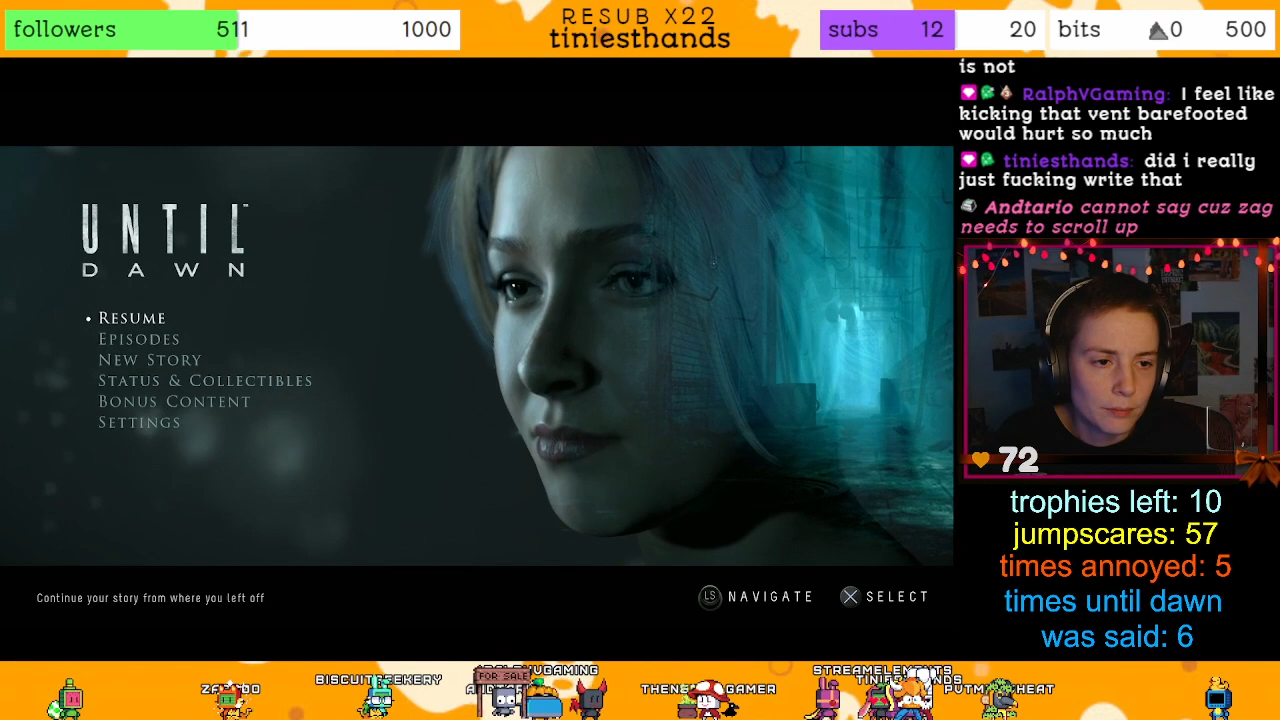 followers 511 1000
RESUB X22
tiniesthands
subs 12 20
bits 0 500
is not
RalphVGaming: I feel like
kicking that vent barefooted
would hurt so much
tiniesthands: did i really
just fucking write that
Andtario cannot say cuz zag
needs to scroll up
UNTIL
DAWN
• RESUME
EPISODES
NEW STORY
STATUS & COLLECTIBLES
BONUS CONTENT
SETTINGS
72
trophies left: 10
jumpscares: 57
times annoyed: 5
times until dawn
was said: 6
Continue your story from where you left off
LS NAVIGATE
SELECT
FOR SALE
STREAMELEMENTS